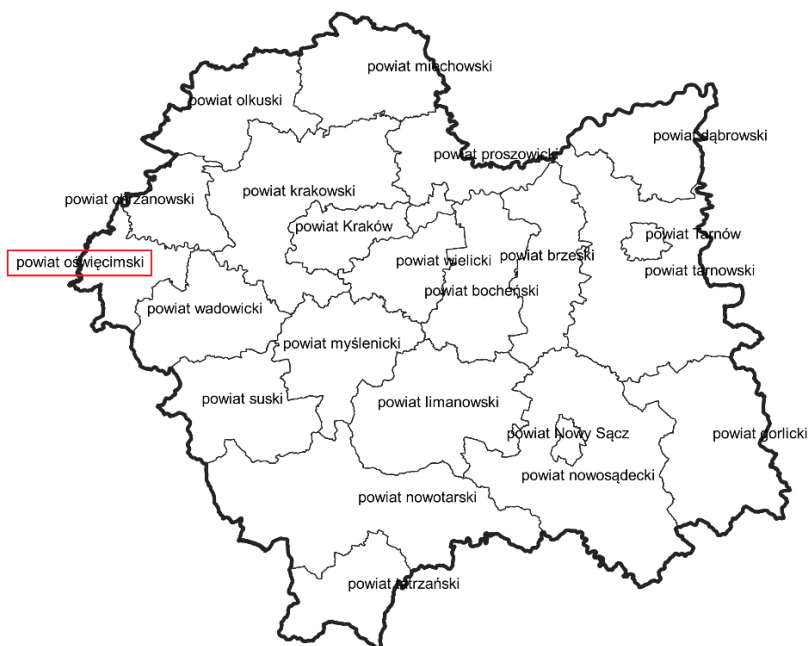 powiat miechowski
powiat olkuski
powiat dąbrowski
powiat proszowicki
powiat krakowski
powiat chrzanowski
powiat Kraków
powiat Tarnów
powiat brzeski
powiat wielicki
powiat oświęcimski
powiat tarnowski
powiat bocheński
powiat wadowicki
powiat myślenicki
powiat suski
powiat limanowski
powiat Nowy Sącz
powiat gorlicki
powiat nowosądecki
powiat nowotarski
powiat tatrzański